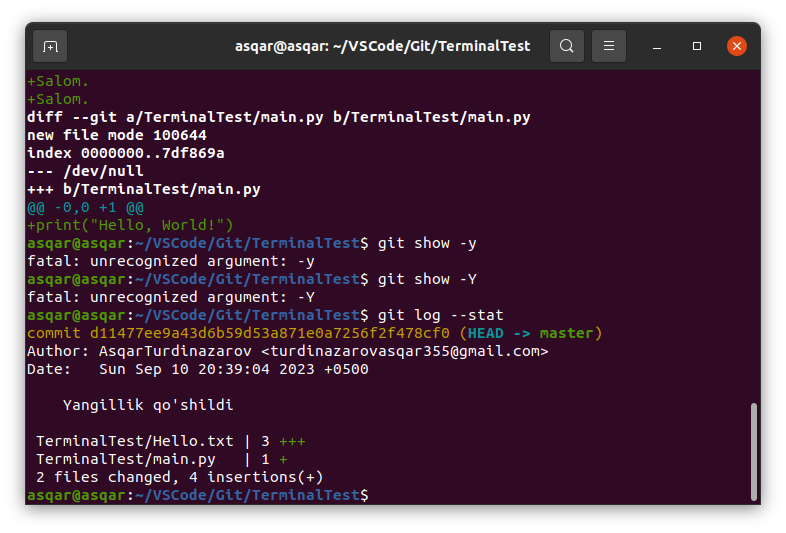 asqar@asqar: ~/VSCode/Git/TerminalTest
+Salom.
+Salom.
diff --git a/TerminalTest/main.py b/TerminalTest/main.py
new file mode 100644
index 0000000..7df869a
--- /dev/null
+++ b/TerminalTest/main.py
@@ -0,0 +1 @@
+print("Hello, World!")
asqar@asqar:~/VSCode/Git/TerminalTest$ git show -y
fatal: unrecognized argument: -y
asqar@asqar:~/VSCode/Git/TerminalTest$ git show -Y
fatal: unrecognized argument: -Y
asqar@asqar:~/VSCode/Git/TerminalTest$ git log --stat
commit d11477ee9a43d6b59d53a871e0a7256f2f478cf0 (HEAD -> master)
Author: AsqarTurdinazarov <turdinazarovasqar355@gmail.com>
Date:   Sun Sep 10 20:39:04 2023 +0500
    Yangillik qo'shildi
 TerminalTest/Hello.txt | 3 +++
 TerminalTest/main.py   | 1 +
 2 files changed, 4 insertions(+)
asqar@asqar:~/VSCode/Git/TerminalTest$